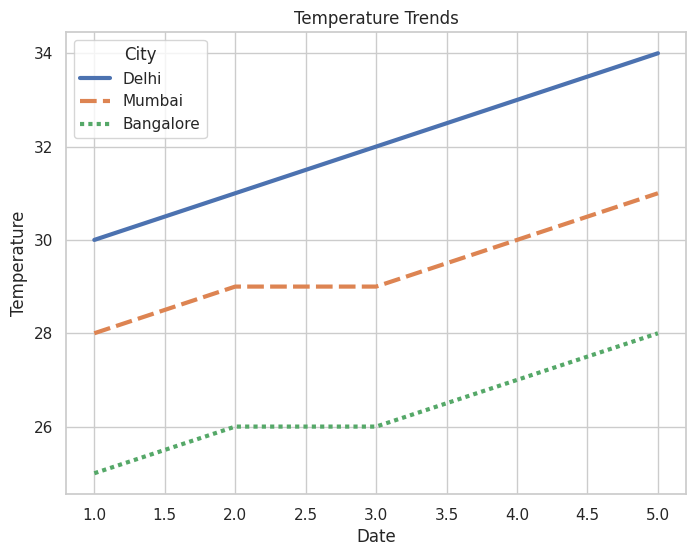 Temperature Trends
City
Delhi
Mumbai
Bangalore
34
32
30
28
26
Temperature
1.0 1.5 2.0 2.5 3.0 3.5 4.0 4.5 5.0
Date